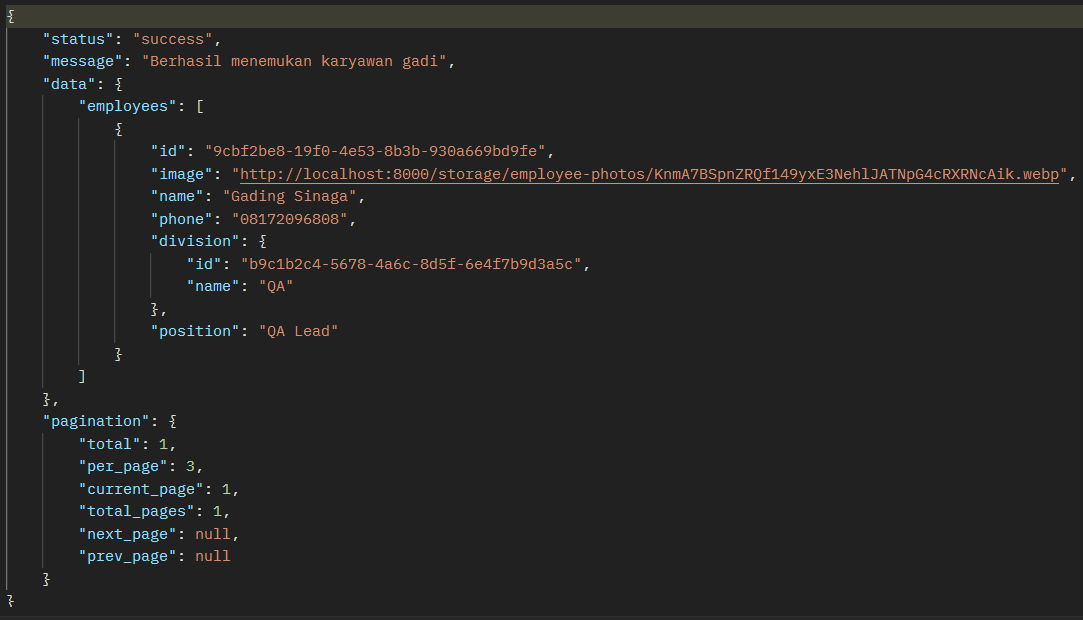 {
    "status": "success",
    "message": "Berhasil menemukan karyawan gadi",
    "data": {
        "employees": [
            {
                "id": "9cbf2be8-19f0-4e53-8b3b-930a669bd9fe",
                "image": "http://localhost:8000/storage/employee-photos/KnmA7BSpnZRQf149yxE3NehlJATNpG4cRXRNcAik.webp",
                "name": "Gading Sinaga",
                "phone": "08172096808",
                "division": {
                    "id": "b9c1b2c4-5678-4a6c-8d5f-6e4f7b9d3a5c",
                    "name": "QA"
                },
                "position": "QA Lead"
            }
        ]
    },
    "pagination": {
        "total": 1,
        "per_page": 3,
        "current_page": 1,
        "total_pages": 1,
        "next_page": null,
        "prev_page": null
    }
}